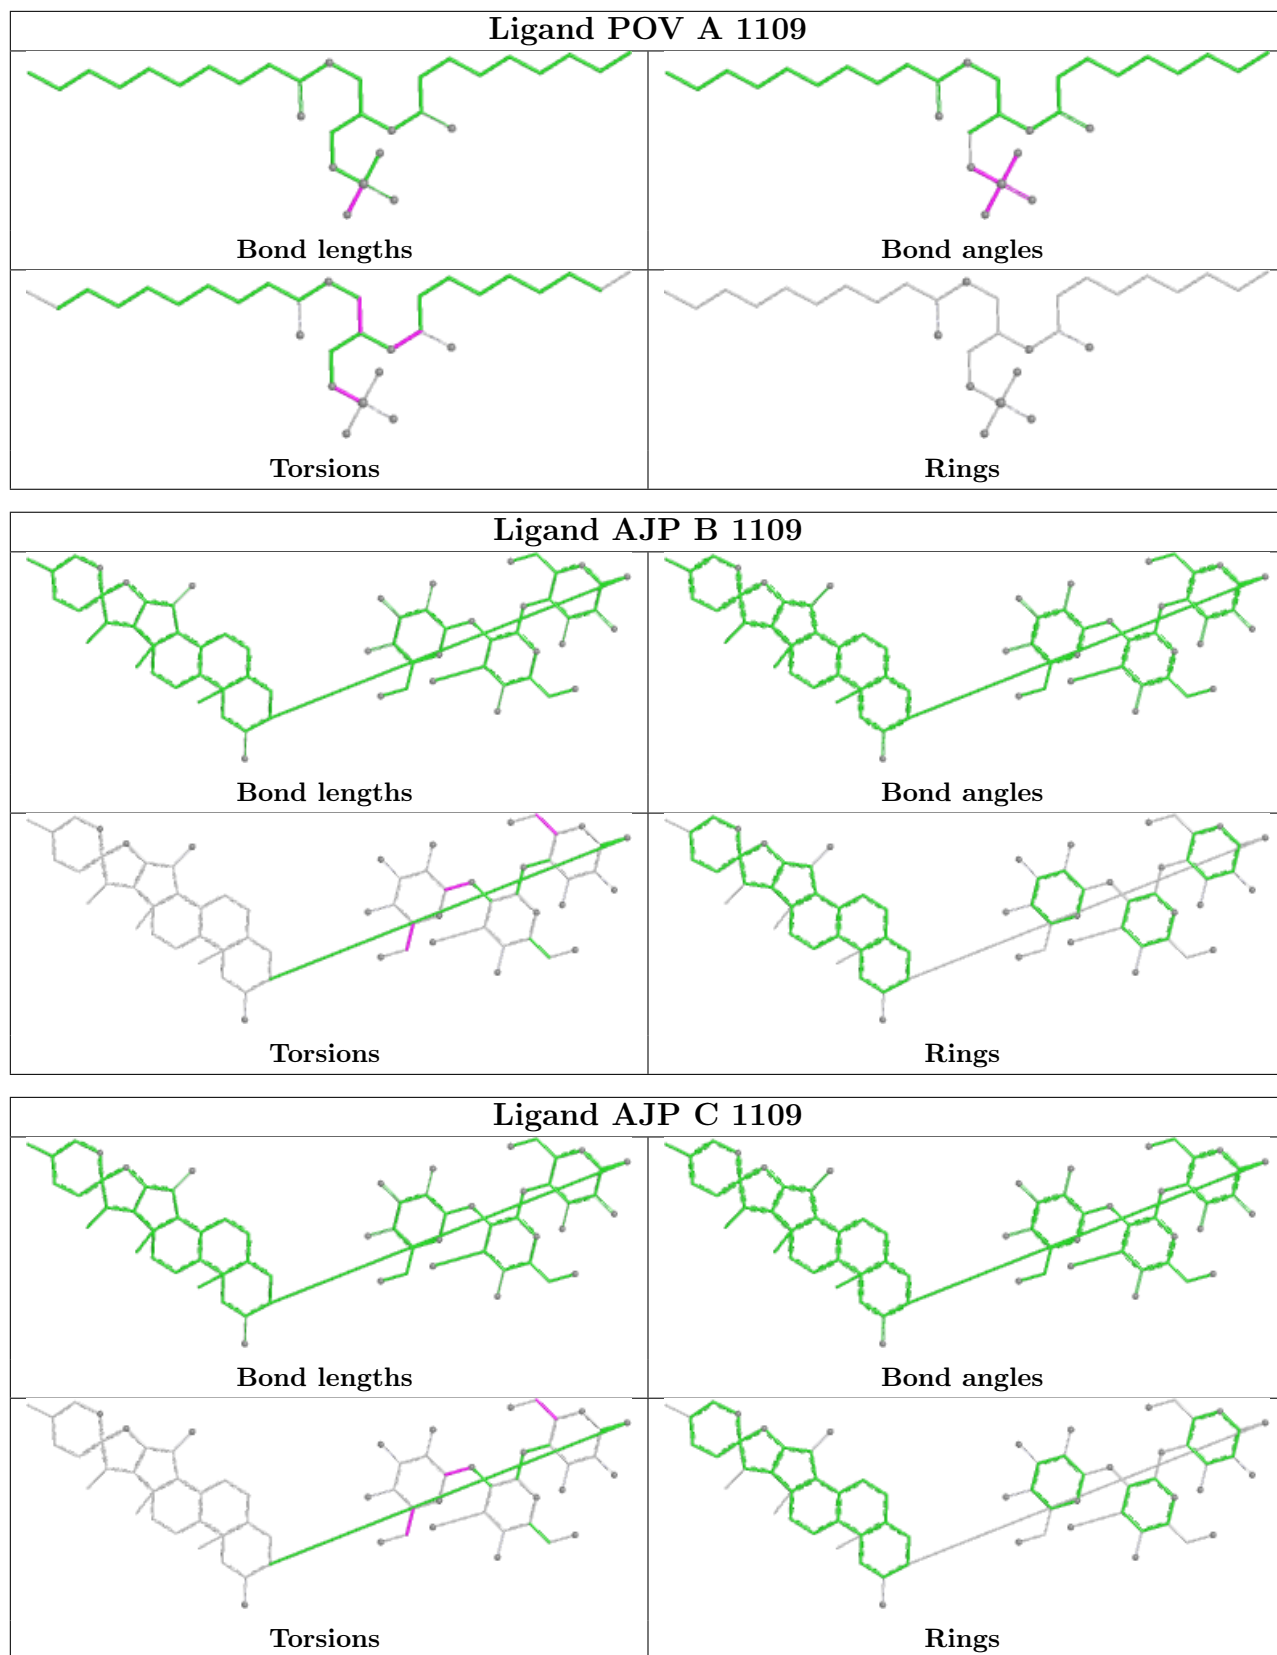 Ligand POV A 1109
Bond lengths
Bond angles
Torsions
Rings
Ligand AJP B 1109
Bond lengths
Bond angles
Torsions
Rings
Ligand AJP C 1109
Bond lengths
Bond angles
Torsions
Rings